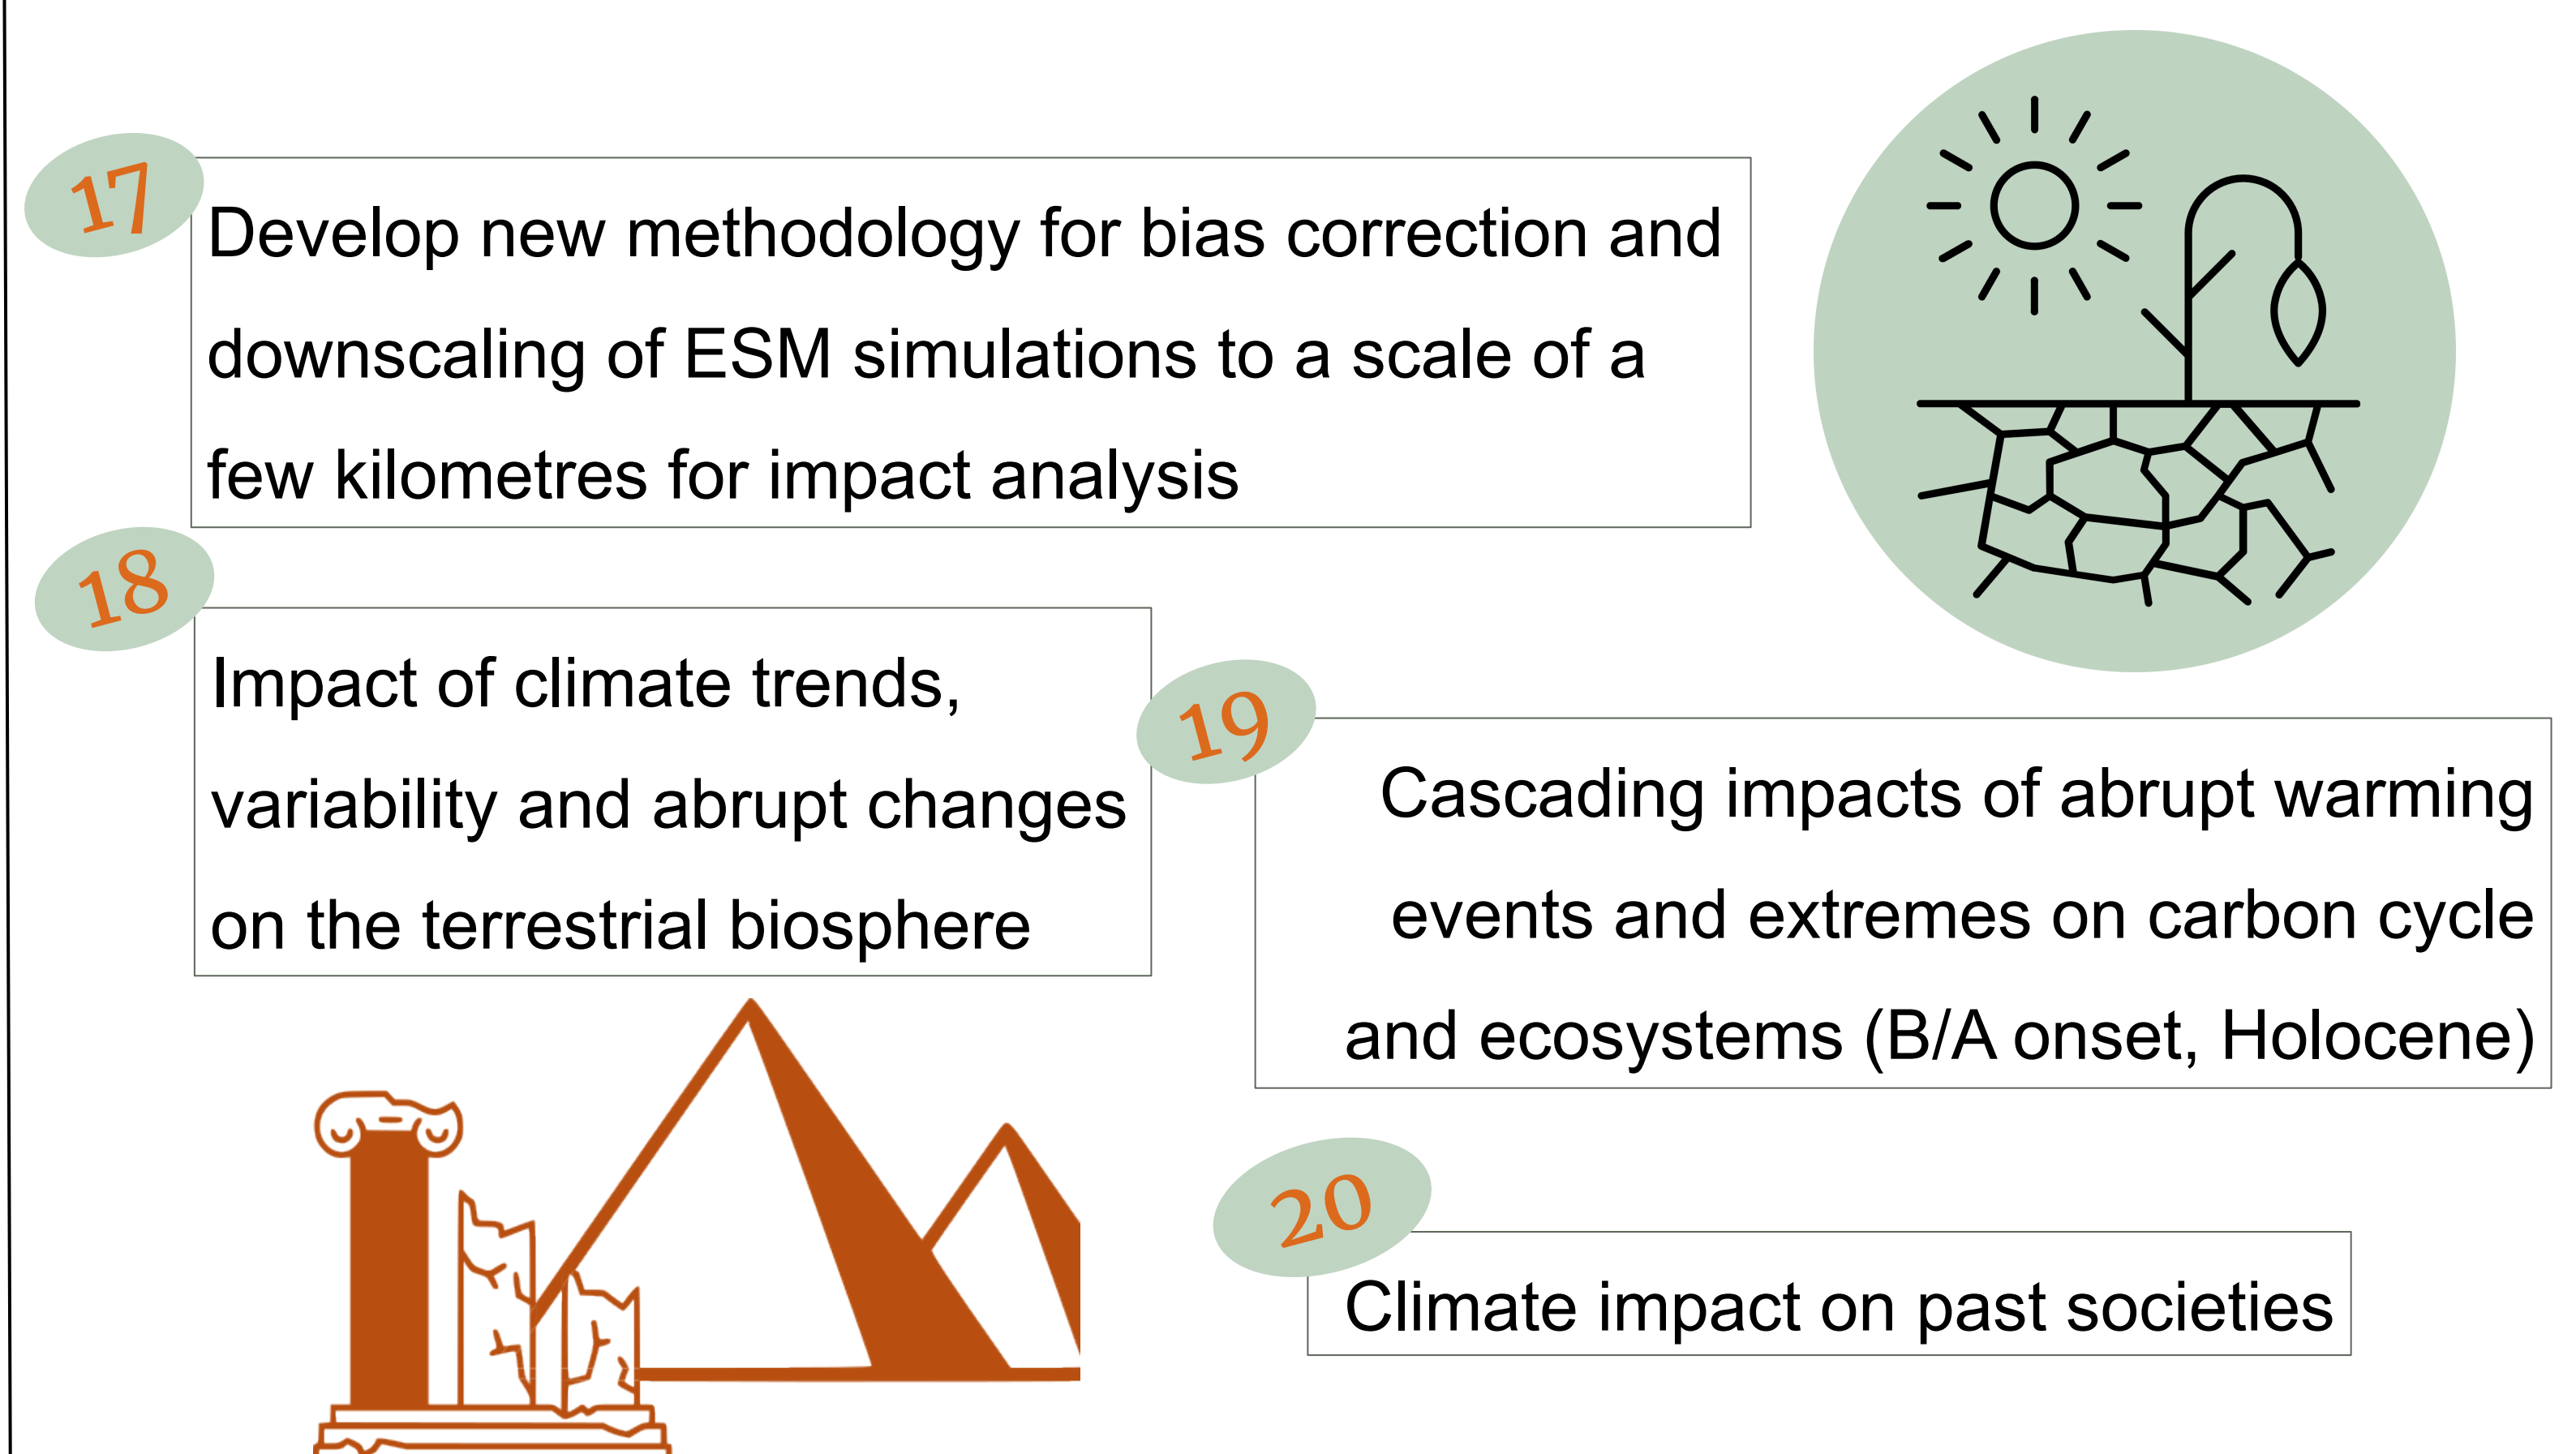 17
Develop new methodology for bias correction and
downscaling of ESM simulations to a scale of a
few kilometres for impact analysis
18
Impact of climate trends,
variability and abrupt changes
on the terrestrial biosphere
19
Cascading impacts of abrupt warming
events and extremes on carbon cycle
and ecosystems (B/A onset, Holocene)
20
Climate impact on past societies